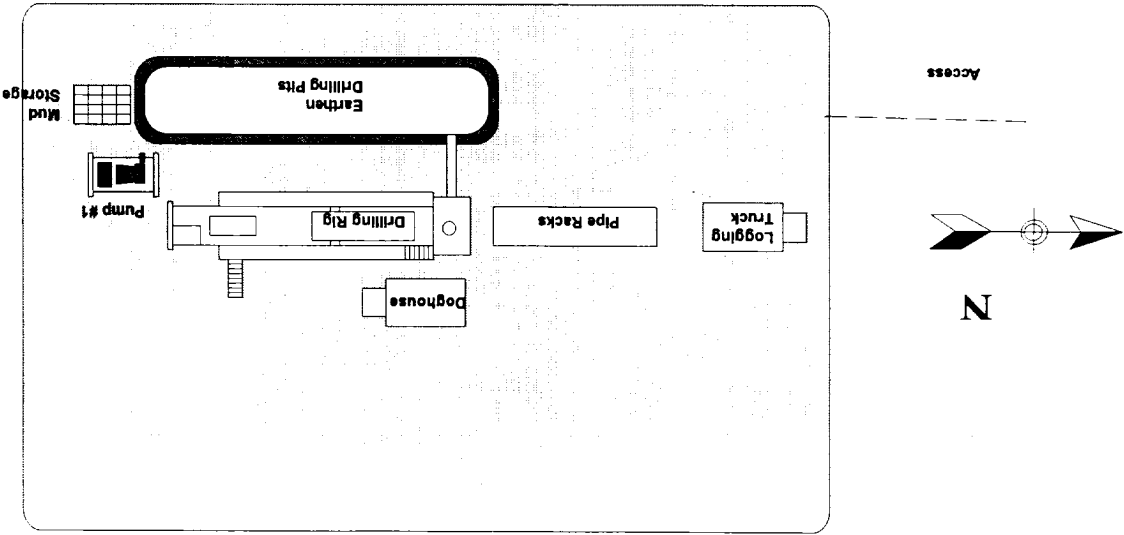 N
Doghouse
Logging
Truck
Pipe Racks
Drilling Rig
Pump #1
Earthen
Drilling Pits
Mud
Storage
Access